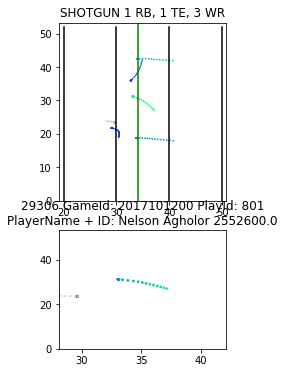 SHOTGUN 1 RB, 1 TE, 3 WR
50
40
30
20
10
0
20 30 40 50
29306 GameId: 2017101200 PlayId: 801
PlayerName + ID: Nelson Agholor 2552600.0
40
20
0
30 35 40